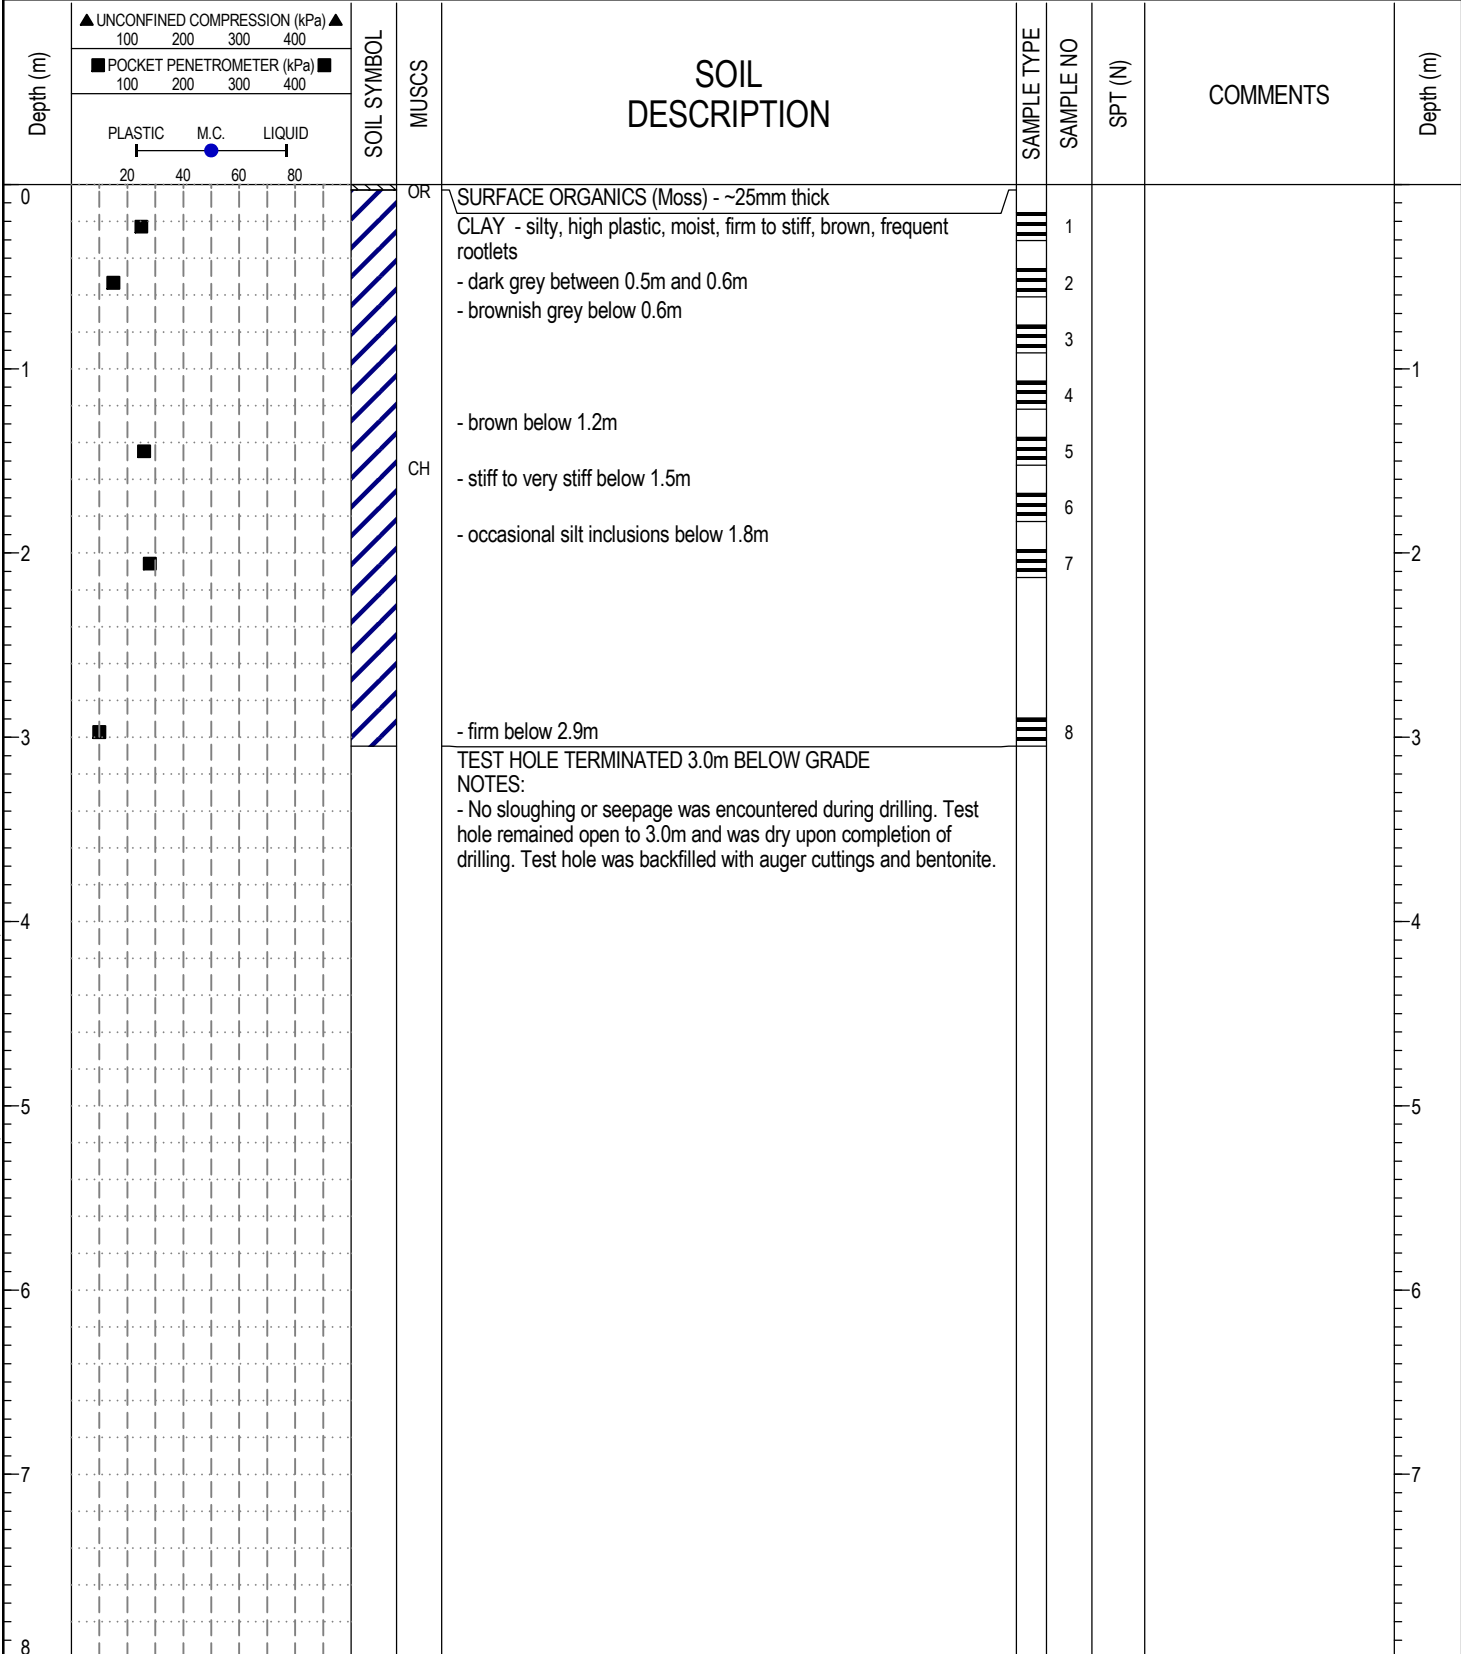 Depth (m)
▲ UNCONFINED COMPRESSION (kPa) ▲
100 200 300 400
■ POCKET PENETROMETER (kPa) ■
100 200 300 400
PLASTIC M.C. LIQUID
20 40 60 80
SOIL SYMBOL
MUSCS
SOIL
DESCRIPTION
SAMPLE TYPE
SAMPLE NO
SPT (N)
COMMENTS
Depth (m)
0
OR
SURFACE ORGANICS (Moss) - ~25mm thick
CLAY - silty, high plastic, moist, firm to stiff, brown, frequent
rootlets
1
- dark grey between 0.5m and 0.6m
2
- brownish grey below 0.6m
3
1
1
4
- brown below 1.2m
5
CH
- stiff to very stiff below 1.5m
6
- occasional silt inclusions below 1.8m
2
7
2
- firm below 2.9m
8
3
3
TEST HOLE TERMINATED 3.0m BELOW GRADE
NOTES:
- No sloughing or seepage was encountered during drilling. Test
hole remained open to 3.0m and was dry upon completion of
drilling. Test hole was backfilled with auger cuttings and bentonite.
4
4
5
5
6
6
7
7
8